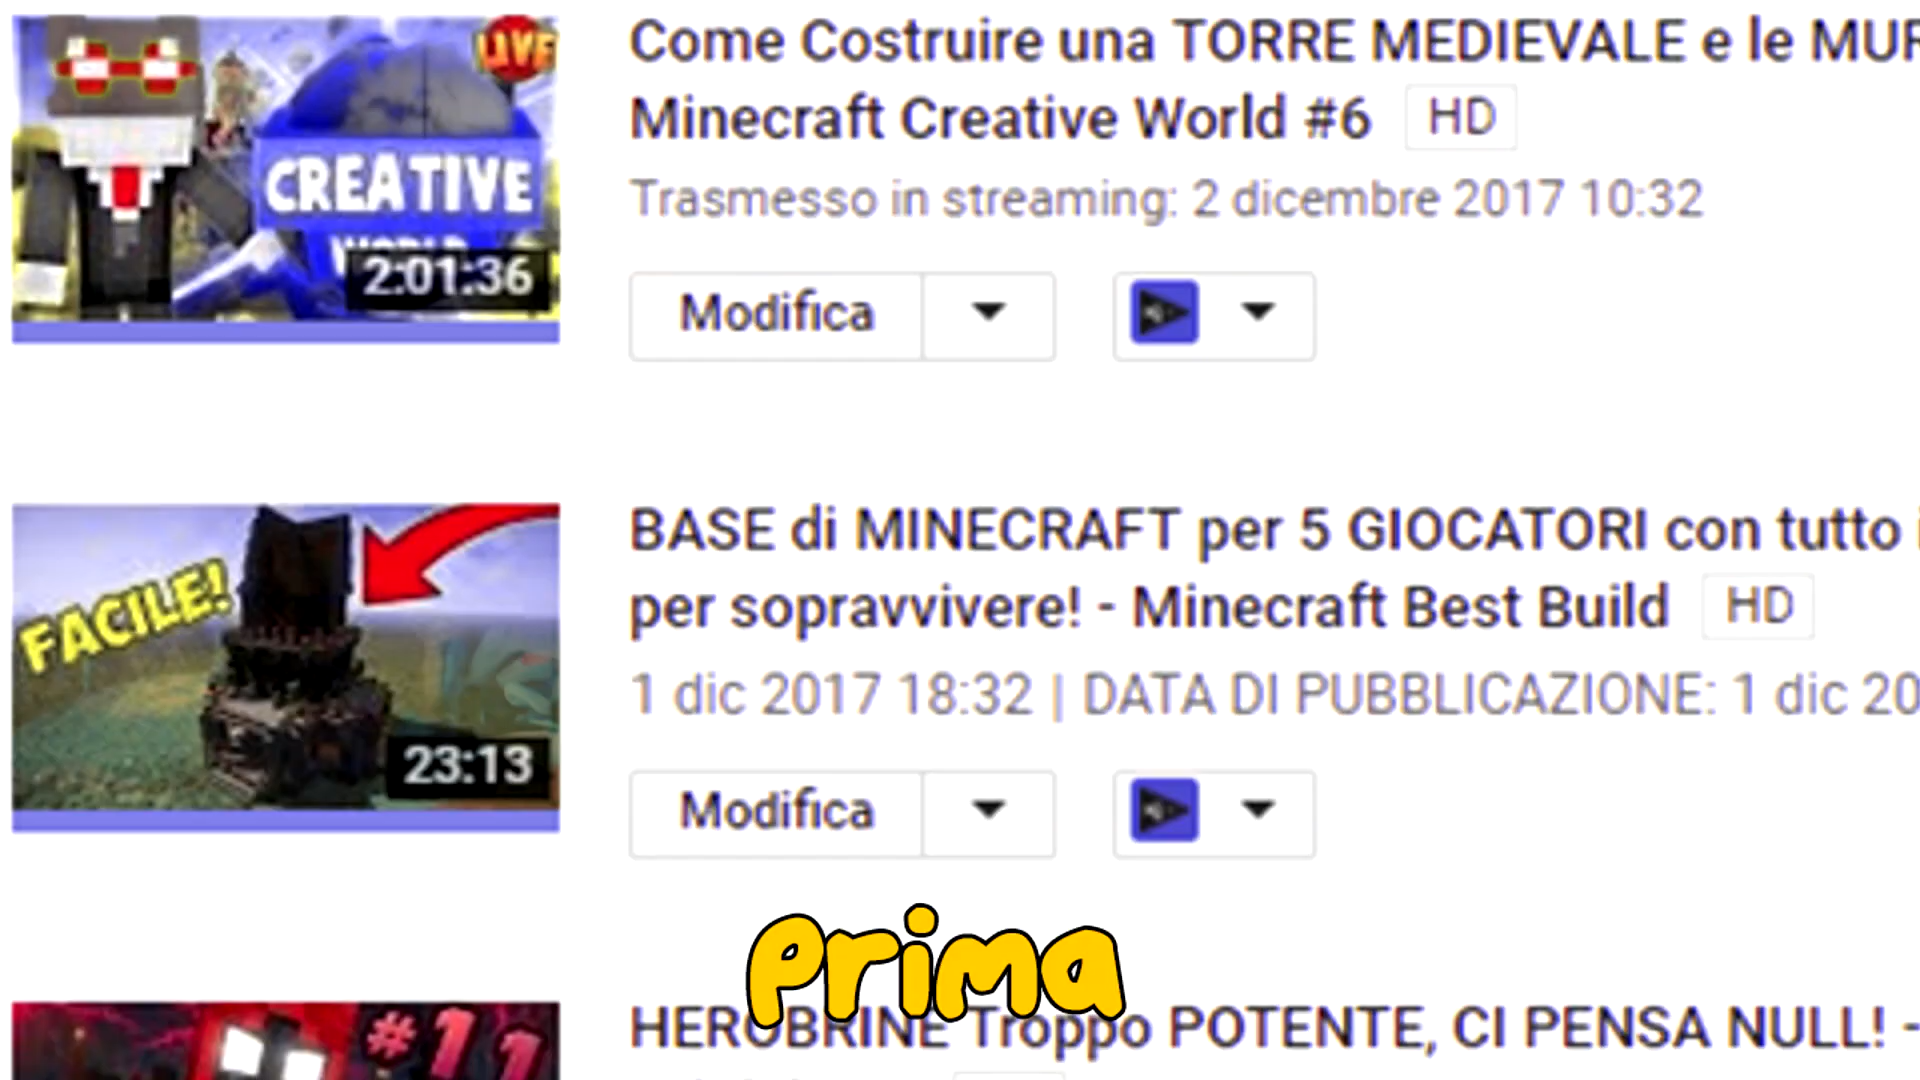 LIVE
CREATIVE
WORLD
2:01:36
Come Costruire una TORRE MEDIEVALE e le
Minecraft Creative World #6 HD
Trasmesso in streaming: 2 dicembre 2017 10:32
Modifica
FACILE!
23:13
BASE di MINECRAFT per 5 GIOCATORI con tutto
per sopravvivere! - Minecraft Best Build HD
1 dic 2017 18:32 | DATA DI PUBBLICAZIONE: 1 dic 20
Modifica
prima
#11
HEROBRINE Troppo POTENTE, CI PENSA NULL! -